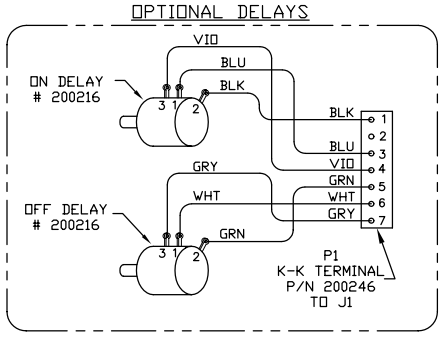 OPTIONAL DELAYS
VIO
BLU
BLK
ON DELAY
# 200216
3 1 2
BLK 1
2
BLU 3
VIO 4
GRN 5
WHT 6
GRY 7
GRY
WHT
GRN
OFF DELAY
# 200216
3 1 2
P1
K-K TERMINAL
P/N 200246
TO J1